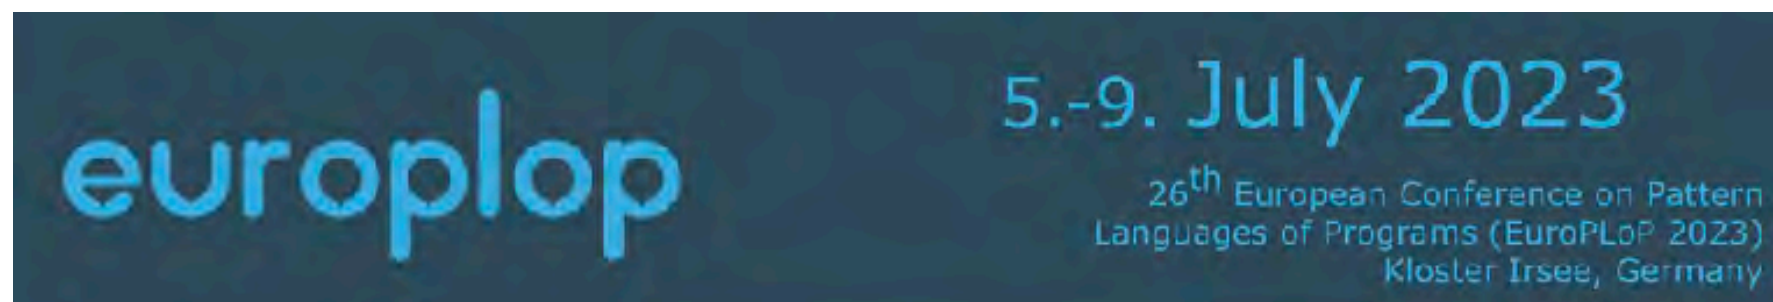 europlop
5.-9. July 2023
26th European Conference on Pattern
Languages of Programs (EuroPLoP 2023)
Kloster Irsee, Germany